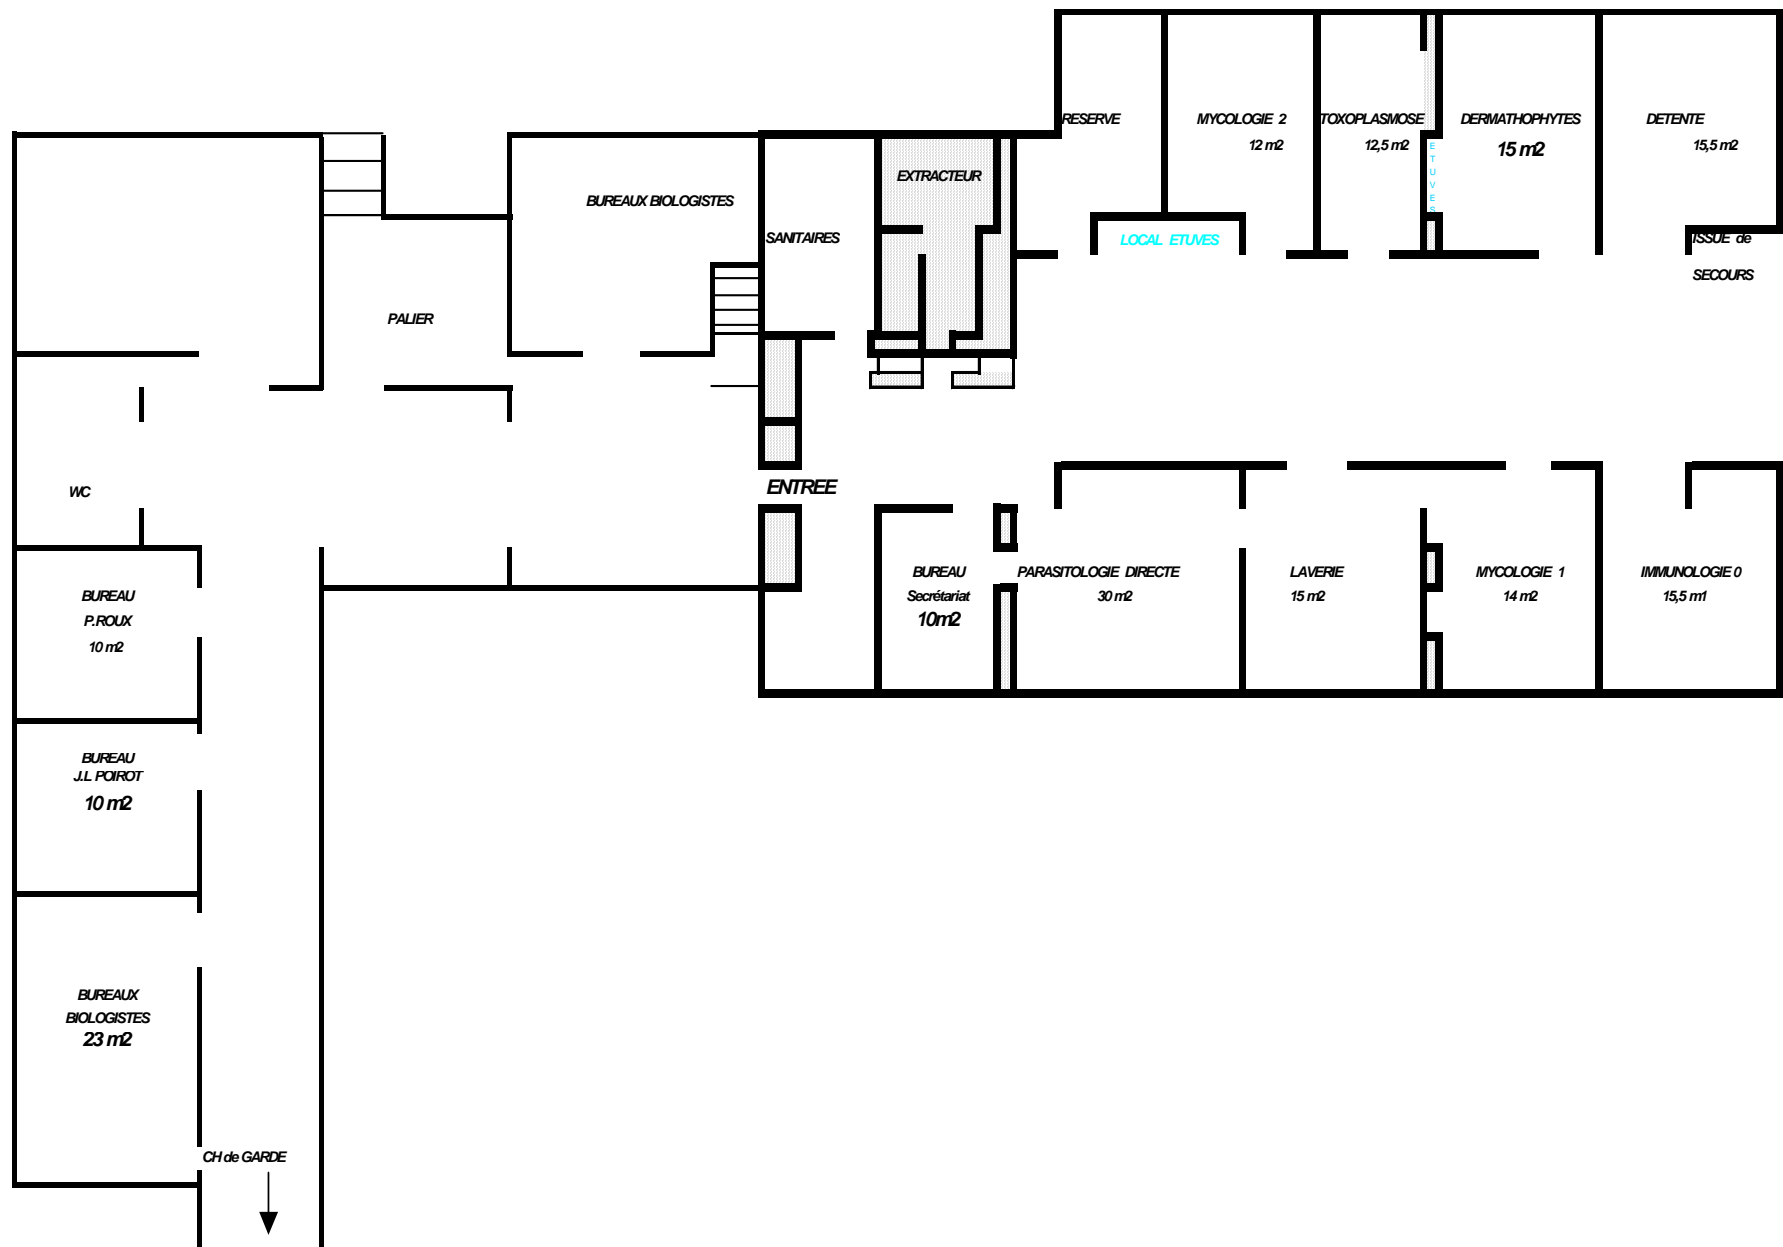 RESERVE
MYCOLOGIE 2
12 m2
TOXOPLASMOSE
12,5 m2
DERMATHOPHYTES
15 m2
DETENTE
15,5 m2
ETUVES
EXTRACTEUR
BUREAUX BIOLOGISTES
SANITAIRES
LOCAL ETUVES
ISSUE de
SECOURS
PALIER
WC
ENTREE
BUREAU
P.ROUX
10 m2
BUREAU
Secrétariat
10m2
PARASITOLOGIE DIRECTE
30 m2
LAVERIE
15 m2
MYCOLOGIE 1
14 m2
IMMUNOLOGIE 0
15,5 m1
BUREAU
J.L POIROT
10 m2
BUREAUX
BIOLOGISTES
23 m2
CH de GARDE